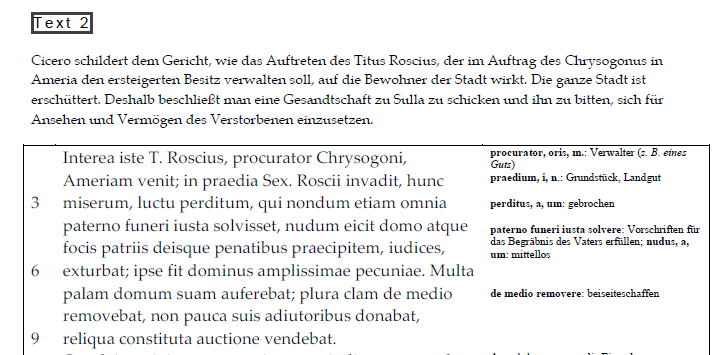 Text 2
Cicero schildert dem Gericht, wie das Auftreten des Titus Roscius, der im Auftrag des Chrysogonus in
Ameria den ersteigerten Besitz verwalten soll, auf die Bewohner der Stadt wirkt. Die ganze Stadt ist
erschüttert. Deshalb beschließt man eine Gesandtschaft zu Sulla zu schicken und ihn zu bitten, sich für
Ansehen und Vermögen des Verstorbenen einzusetzen.
Interea iste T. Roscius, procurator Chrysogoni,
Ameriam venit; in praedia Sex. Roscii invadit, hunc
3 miserum, luctu perditum, qui nondum etiam omnia
paterno funeri iusta solvisset, nudum eicit domo atque
focis patriis deisque penatibus praecipitem, iudices,
6 exturbat; ipse fit dominus amplissimae pecuniae. Multa
palam domum suam auferebat; plura clam de medio
removebat, non pauca suis adiutoribus donabat,
9 reliqua constituta auctione vendebat.
procurator, oris, m.: Verwalter (z. B. eines
Guts)
praedium, i, n.: Grundstück, Landgut
perditus, a, um: gebrochen
paterno funeri iusta solvere: Vorschriften für
das Begräbnis des Vaters erfüllen; nudus, a,
um: mittellos
de medio removere: beiseiteschaffen